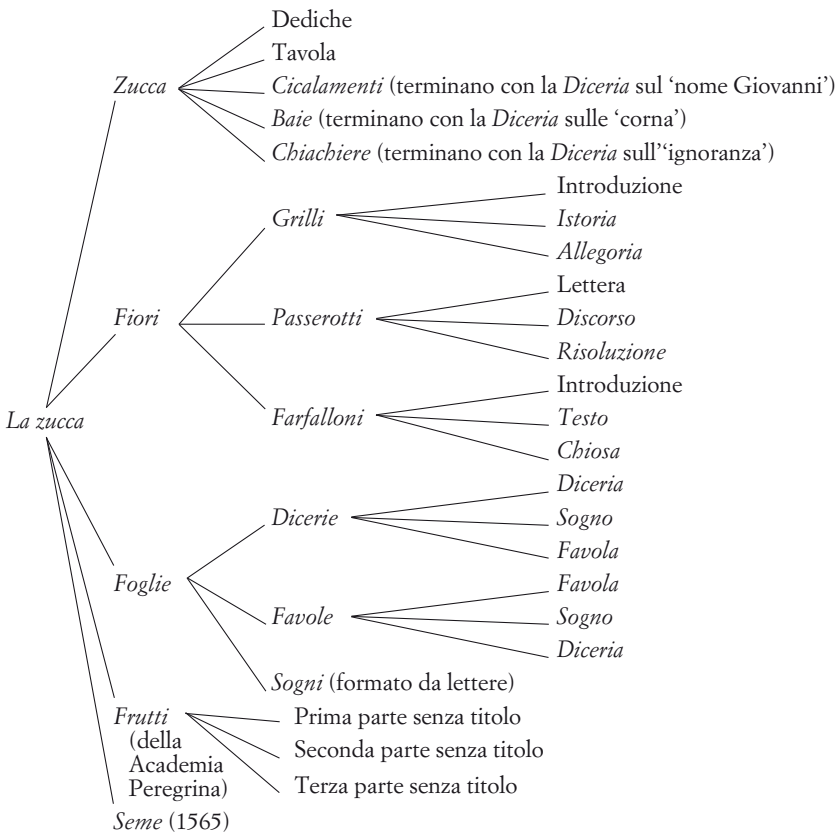 Dediche
Tavola
Zucca
Cicalamenti (terminano con la Diceria sul ‘nome Giovanni’)
Baie (terminano con la Diceria sulle ‘corna’)
Chiachiere (terminano con la Diceria sull’‘ignoranza’)
Introduzione
Grilli
Istoria
Allegoria
Lettera
Fiori
Passerotti
Discorso
Risoluzione
Introduzione
Farfalloni
Testo
La zucca
Chiosa
Diceria
Dicerie
Sogno
Favola
Foglie
Favola
Favole
Sogno
Diceria
Sogni (formato da lettere)
Frutti
Prima parte senza titolo
(della
Seconda parte senza titolo
Academia
Peregrina)
Terza parte senza titolo
Seme (1565)